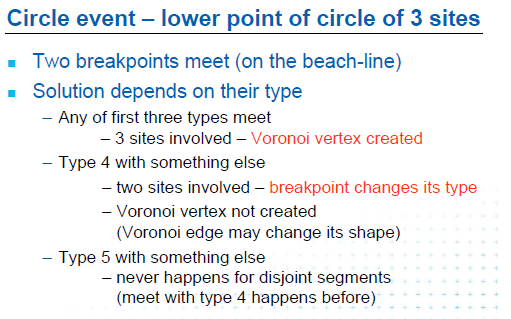 Circle event – lower point of circle of 3 sites
Two breakpoints meet (on the beach-line)
Solution depends on their type
– Any of first three types meet
– 3 sites involved – Voronoi vertex created
– Type 4 with something else
– two sites involved – breakpoint changes its type
– Voronoi vertex not created
(Voronoi edge may change its shape)
– Type 5 with something else
– never happens for disjoint segments
(meet with type 4 happens before)